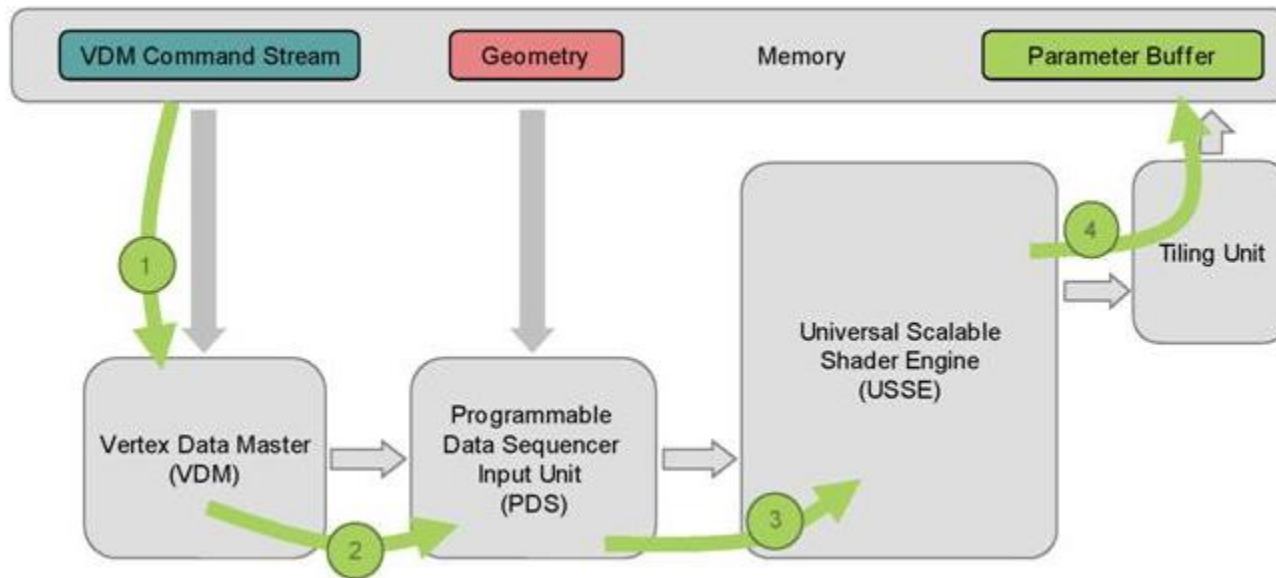 VDM Command Stream
Geometry
Memory
Parameter Buffer
1
4
Tiling Unit
Universal Scalable
Shader Engine
(USSE)
Vertex Data Master
(VDM)
Programmable
Data Sequencer
Input Unit
(PDS)
2
3